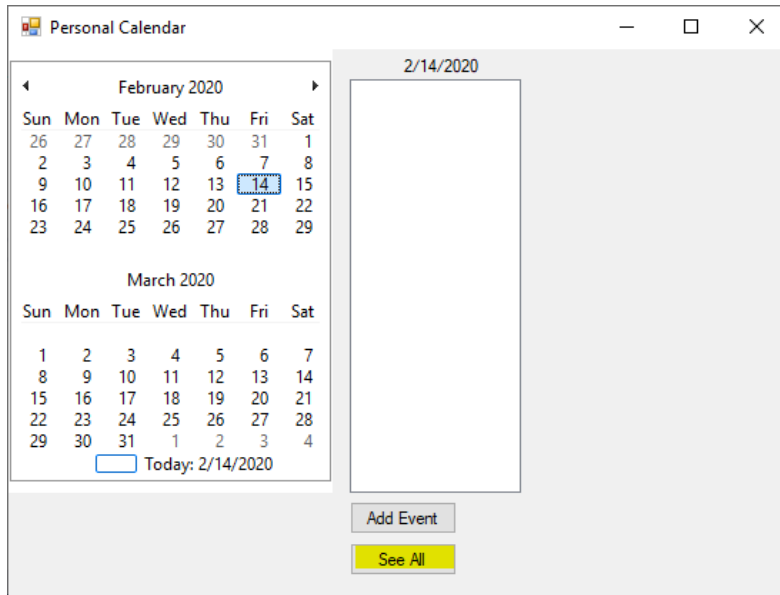 Personal Calendar
2/14/2020
February 2020
Sun Mon Tue Wed Thu Fri Sat
26 27 28 29 30 31 1
2 3 4 5 6 7 8
9 10 11 12 13 14 15
16 17 18 19 20 21 22
23 24 25 26 27 28 29
March 2020
Sun Mon Tue Wed Thu Fri Sat
1 2 3 4 5 6 7
8 9 10 11 12 13 14
15 16 17 18 19 20 21
22 23 24 25 26 27 28
29 30 31 1 2 3 4
Today: 2/14/2020
Add Event
See All